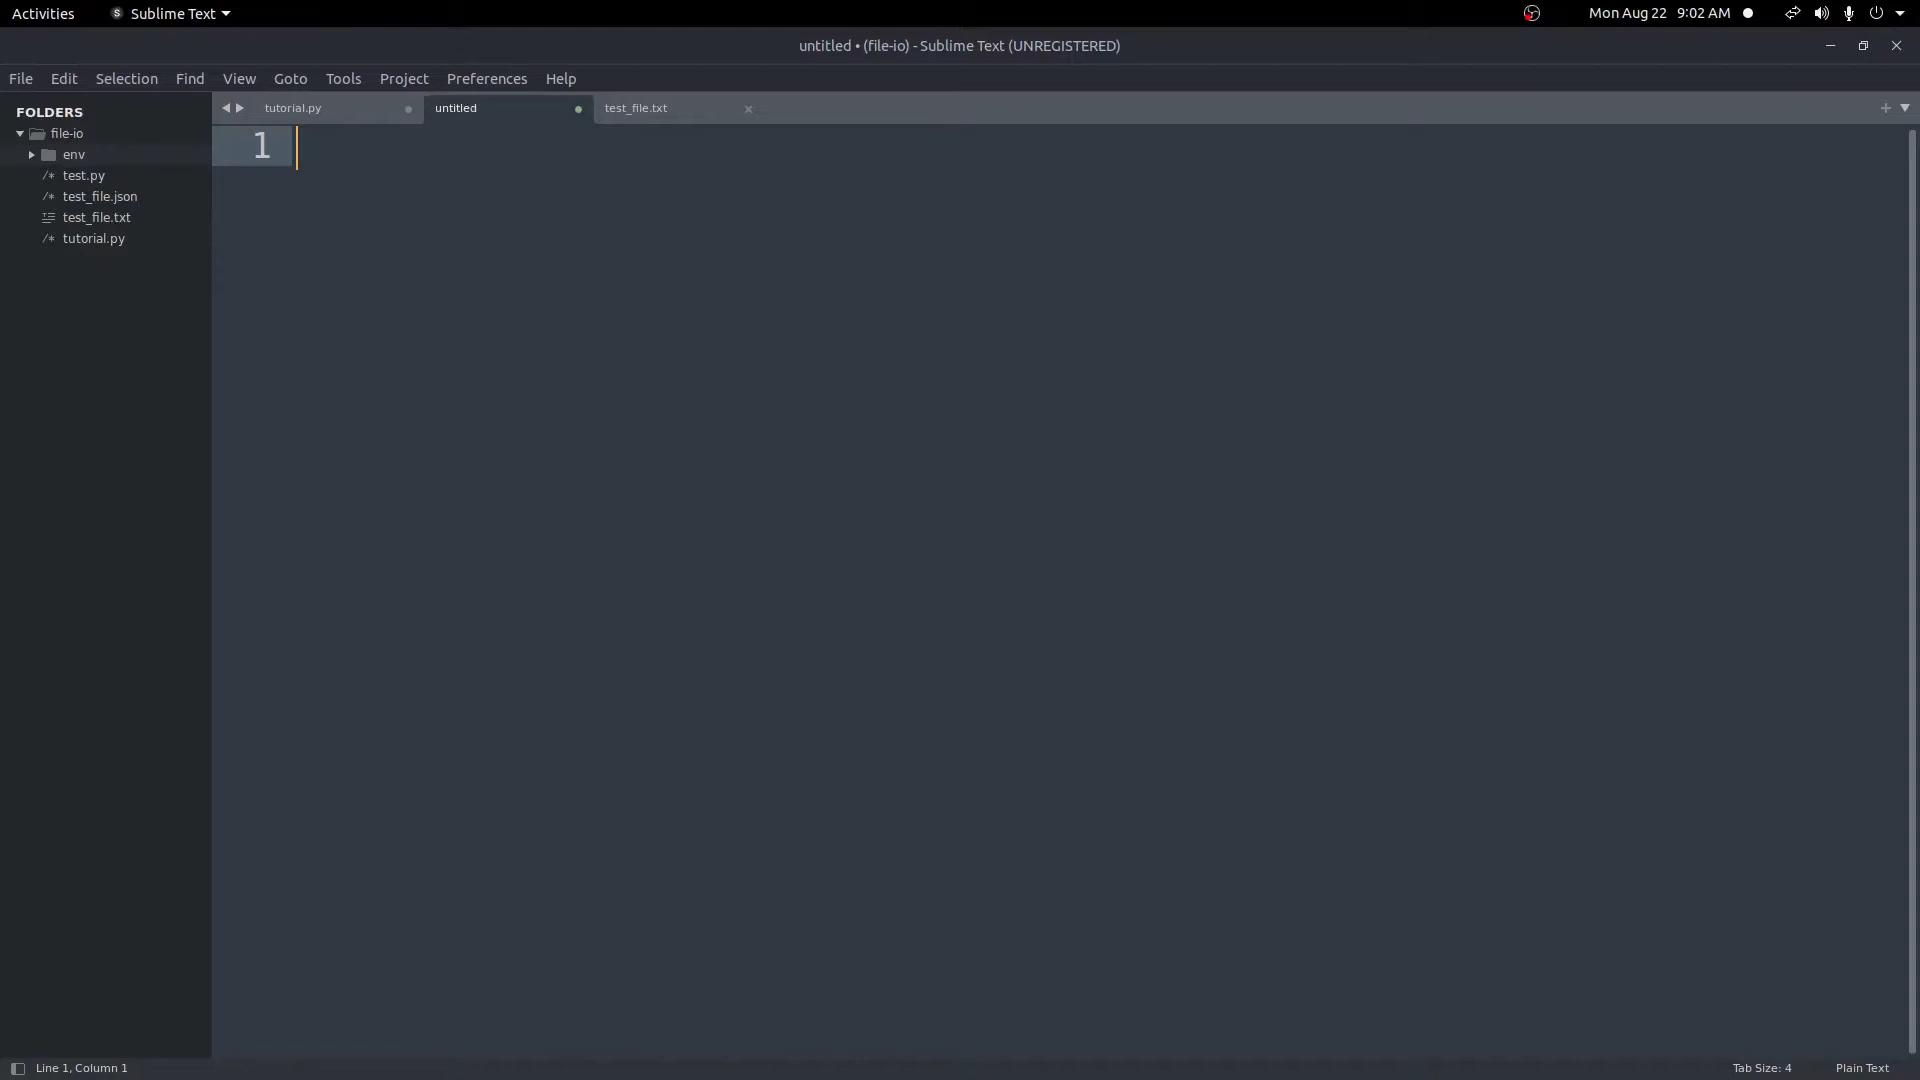 Activities Sublime Text Mon Aug 22 9:02 AM
untitled • (file-io) - Sublime Text (UNREGISTERED)
File Edit Selection Find View Goto Tools Project Preferences Help
FOLDERS
tutorial.py untitled test_file.txt
file-io
env
test.py
test_file.json
test_file.txt
tutorial.py
1
Line 1, Column 1 Tab Size: 4 Plain Text